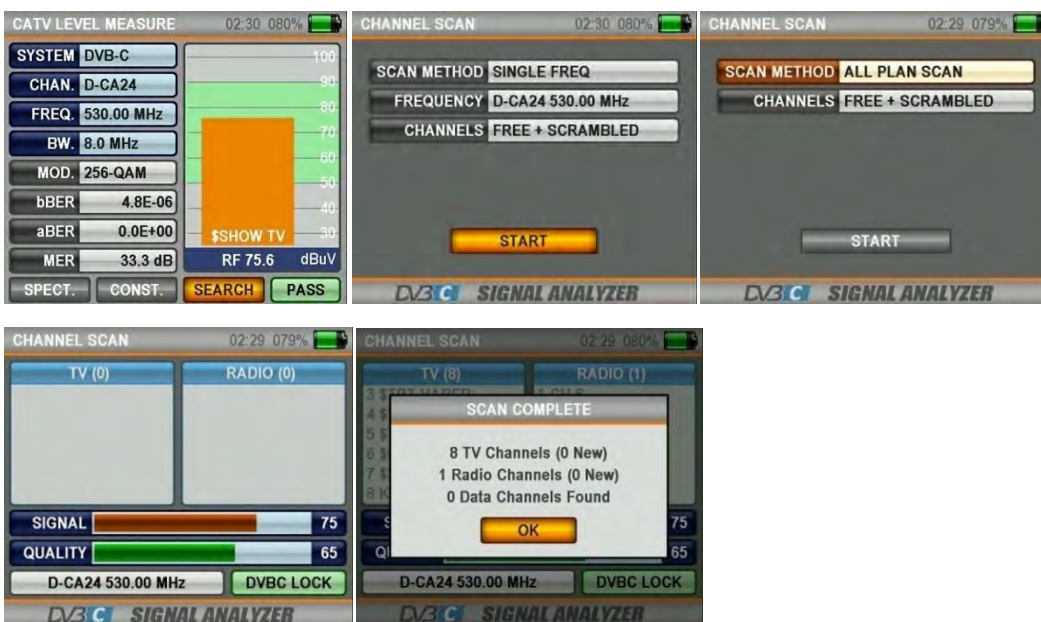 CATV LEVEL MEASURE 02:30 080%
SYSTEM DVB-C
CHAN. D-CA24
FREQ. 530.00 MHz
BW. 8.0 MHz
MOD. 256-QAM
bBER 4.8E-06
aBER 0.0E+00
MER 33.3 dB
100
90
80
70
60
50
40
30
$SHOW TV
RF 75.6 dBuV
SPECT. CONST. SEARCH PASS
CHANNEL SCAN 02:30 080%
SCAN METHOD SINGLE FREQ
FREQUENCY D-CA24 530.00 MHz
CHANNELS FREE + SCRAMBLED
START
DVB C SIGNAL ANALYZER
CHANNEL SCAN 02:29 079%
SCAN METHOD ALL PLAN SCAN
CHANNELS FREE + SCRAMBLED
START
DVB C SIGNAL ANALYZER
CHANNEL SCAN 02:29 079%
TV (0) RADIO (0)
SIGNAL 75
QUALITY 65
D-CA24 530.00 MHz DVBC LOCK
DVB C SIGNAL ANALYZER
CHANNEL SCAN 02:29 080%
TV (8) RADIO (1)
SCAN COMPLETE
8 TV Channels (0 New)
1 Radio Channels (0 New)
0 Data Channels Found
OK
75
65
D-CA24 530.00 MHz DVBC LOCK
DVB C SIGNAL ANALYZER